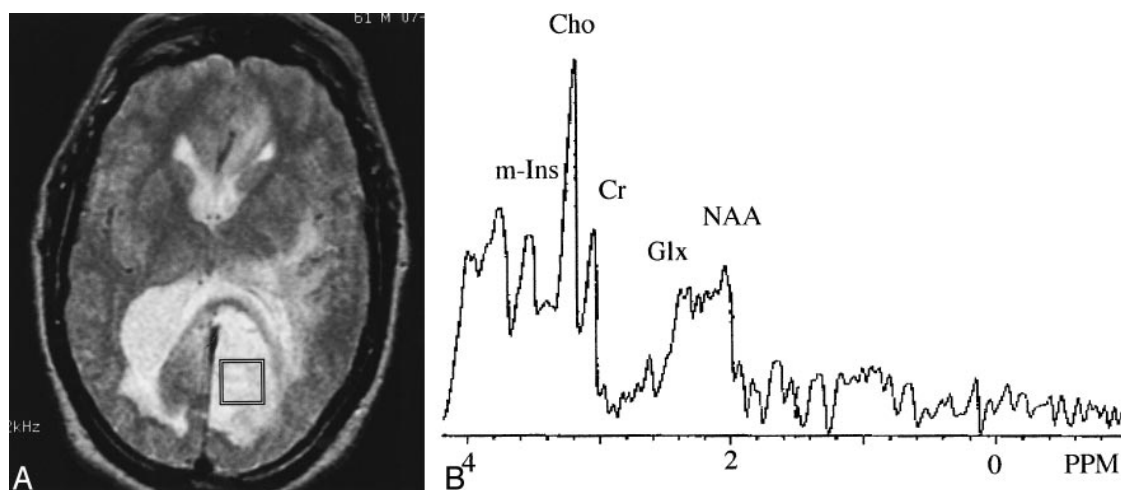 61 M 07-
2kHz
A
Cho
m-Ins
Cr
Glx
NAA
4
2
0
PPM
B